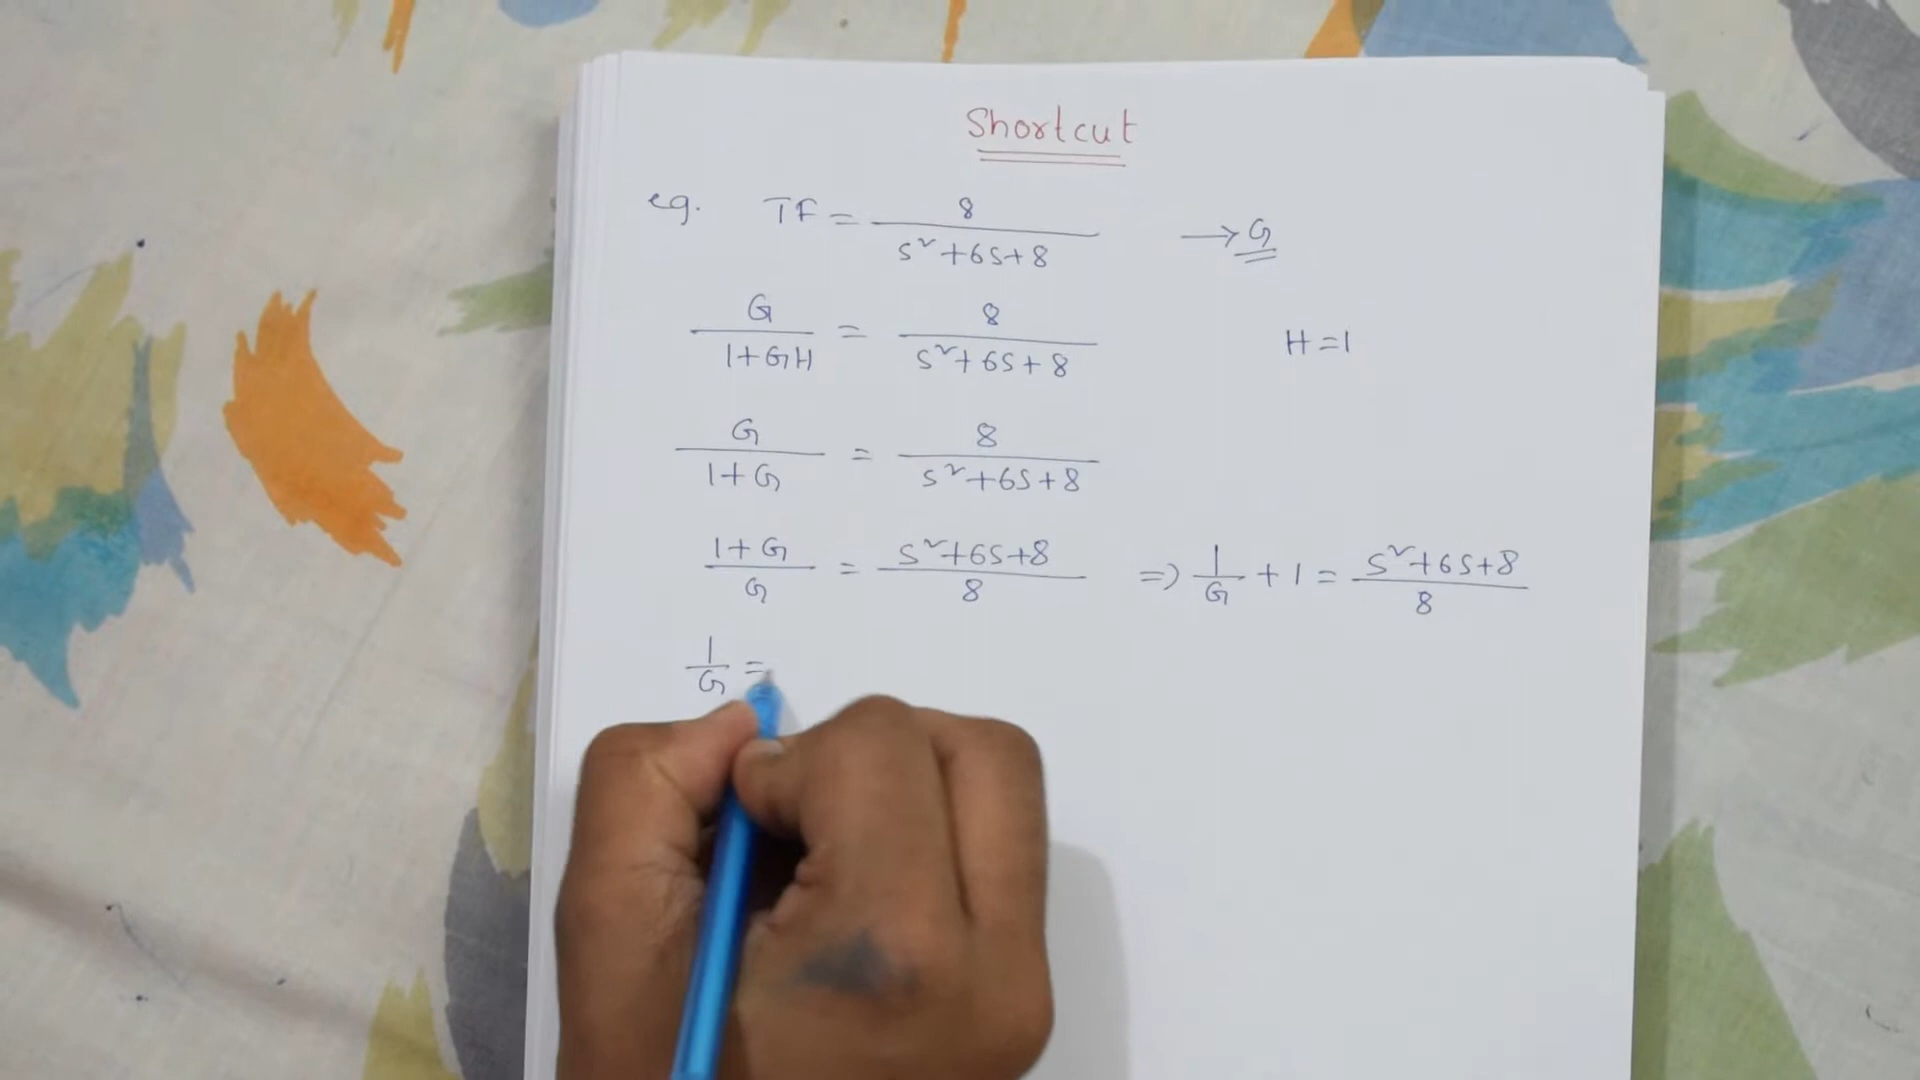 Shortcut
eg. TF = 8 / (s²+6s+8) → G
G / (1+GH) = 8 / (s²+6s+8) H=1
G / (1+G) = 8 / (s²+6s+8)
(1+G) / G = (s²+6s+8) / 8 ⇒ 1/G + 1 = (s²+6s+8) / 8
1/G =